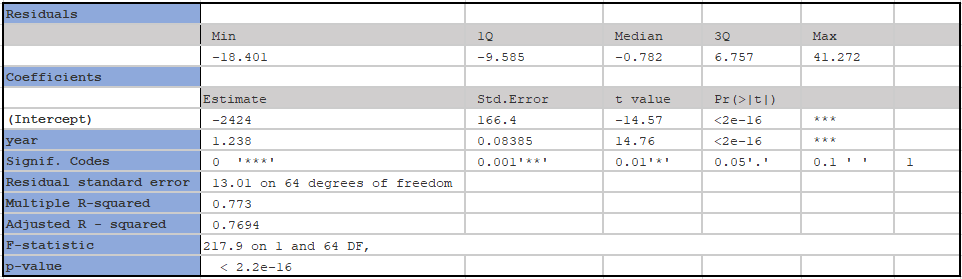 Residuals
Min 1Q Median 3Q Max
-18.401 -9.585 -0.782 6.757 41.272
Coefficients
Estimate Std.Error t value Pr(>|t|)
(Intercept) -2424 166.4 -14.57 <2e-16 ***
year 1.238 0.08385 14.76 <2e-16 ***
Signif. Codes 0 '***' 0.001'**' 0.01'*' 0.05'.' 0.1 ' ' 1
Residual standard error 13.01 on 64 degrees of freedom
Multiple R-squared 0.773
Adjusted R - squared 0.7694
F-statistic 217.9 on 1 and 64 DF,
p-value < 2.2e-16